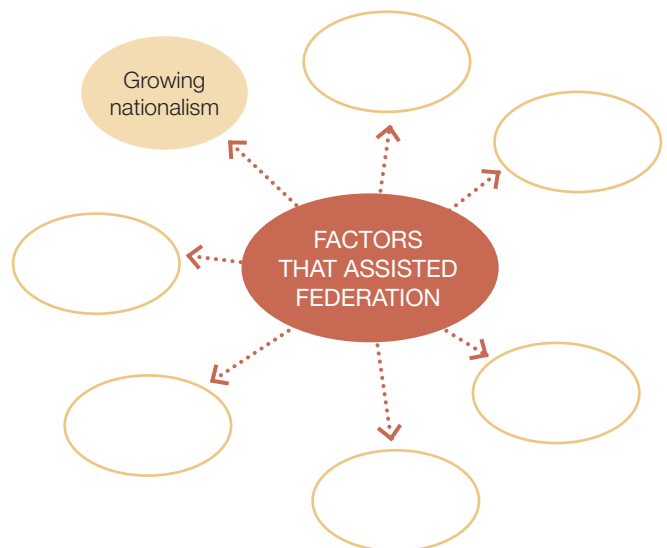 Growing
nationalism
FACTORS
THAT ASSISTED
FEDERATION